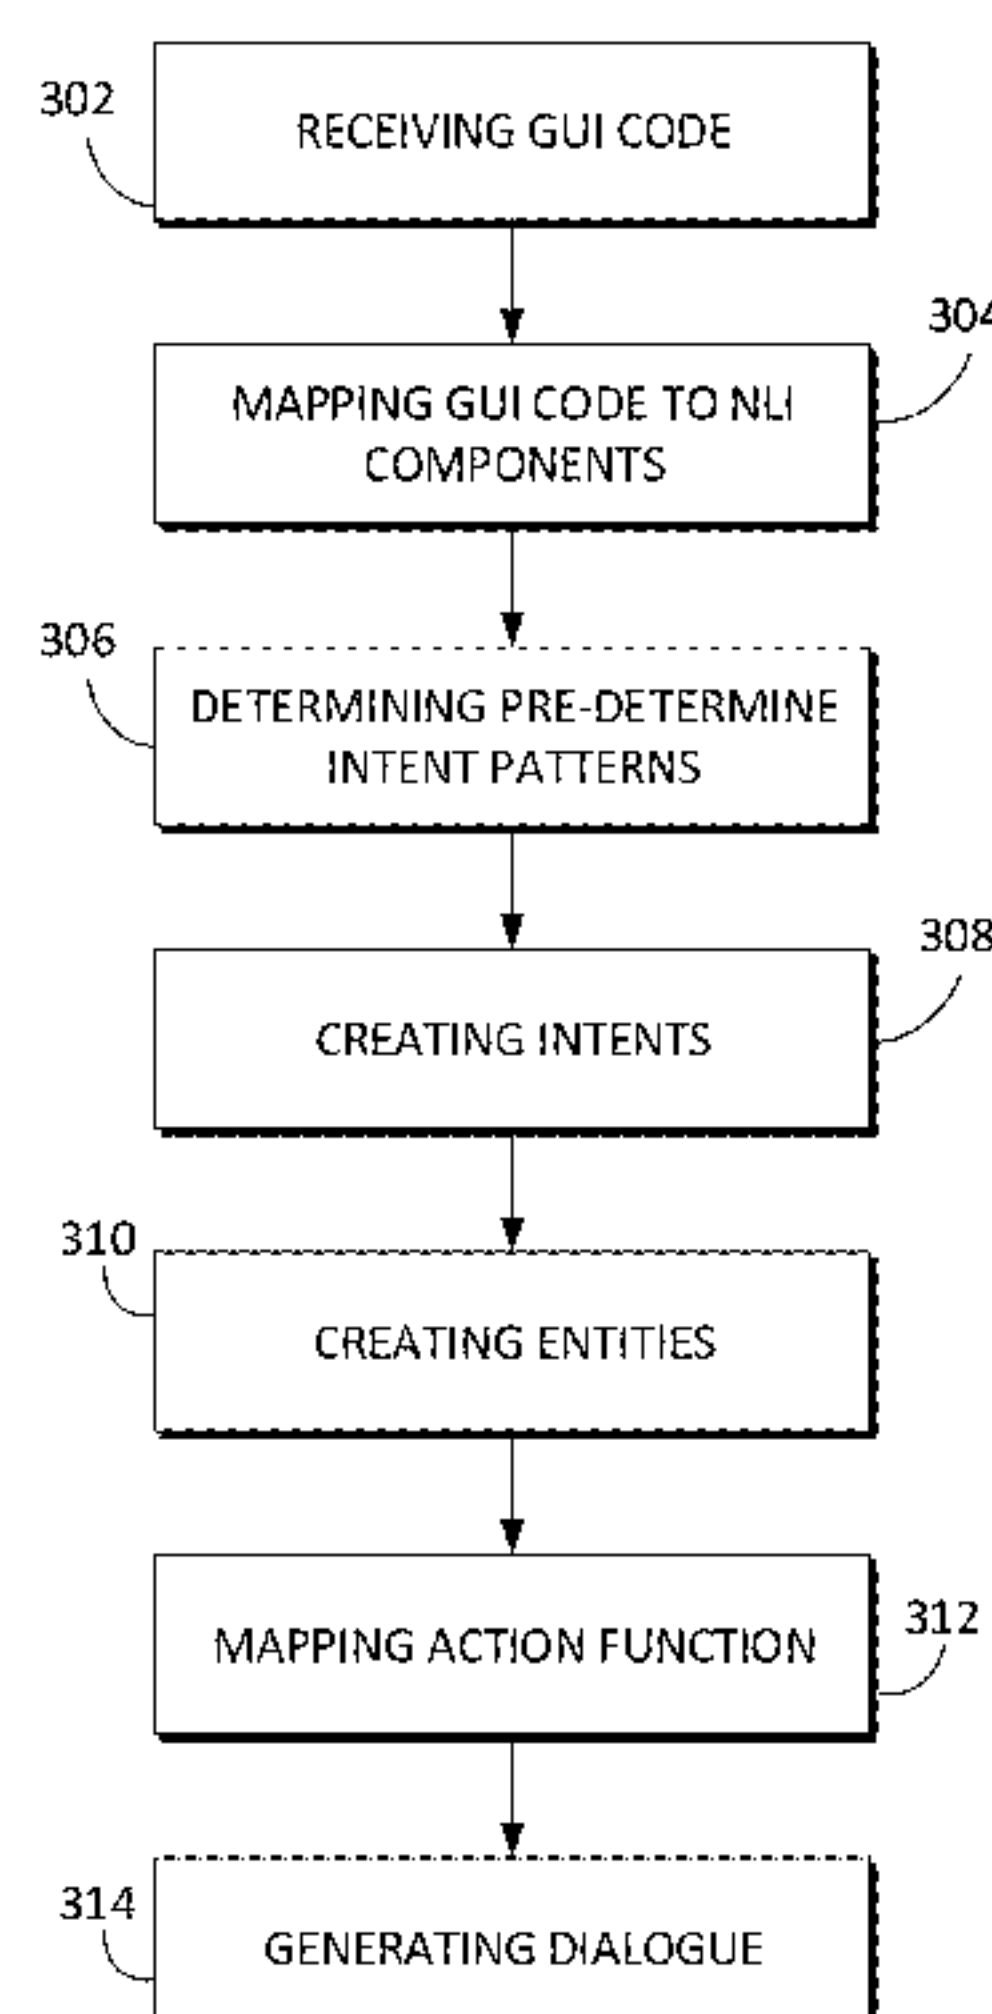 302
RECEIVING GUI CODE
304
MAPPING GUI CODE TO NLI
COMPONENTS
306
DETERMINING PRE-DETERMINE
INTENT PATTERNS
308
CREATING INTENTS
310
CREATING ENTITIES
312
MAPPING ACTION FUNCTION
314
GENERATING DIALOGUE